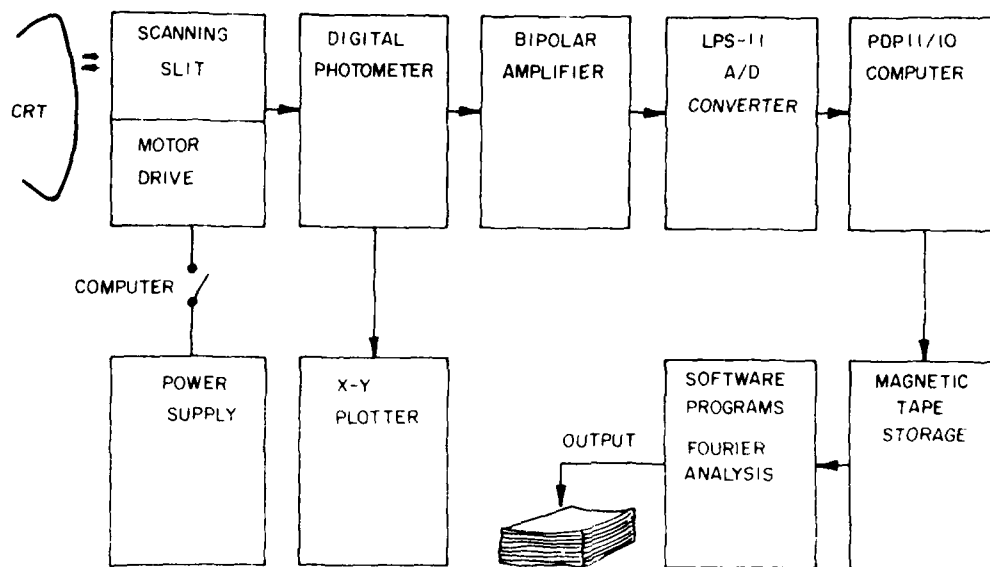 CRT
SCANNING
SLIT
MOTOR
DRIVE
DIGITAL
PHOTOMETER
BIPOLAR
AMPLIFIER
LPS-11
A/D
CONVERTER
PDP11/10
COMPUTER
COMPUTER
POWER
SUPPLY
X-Y
PLOTTER
OUTPUT
SOFTWARE
PROGRAMS
FOURIER
ANALYSIS
MAGNETIC
TAPE
STORAGE